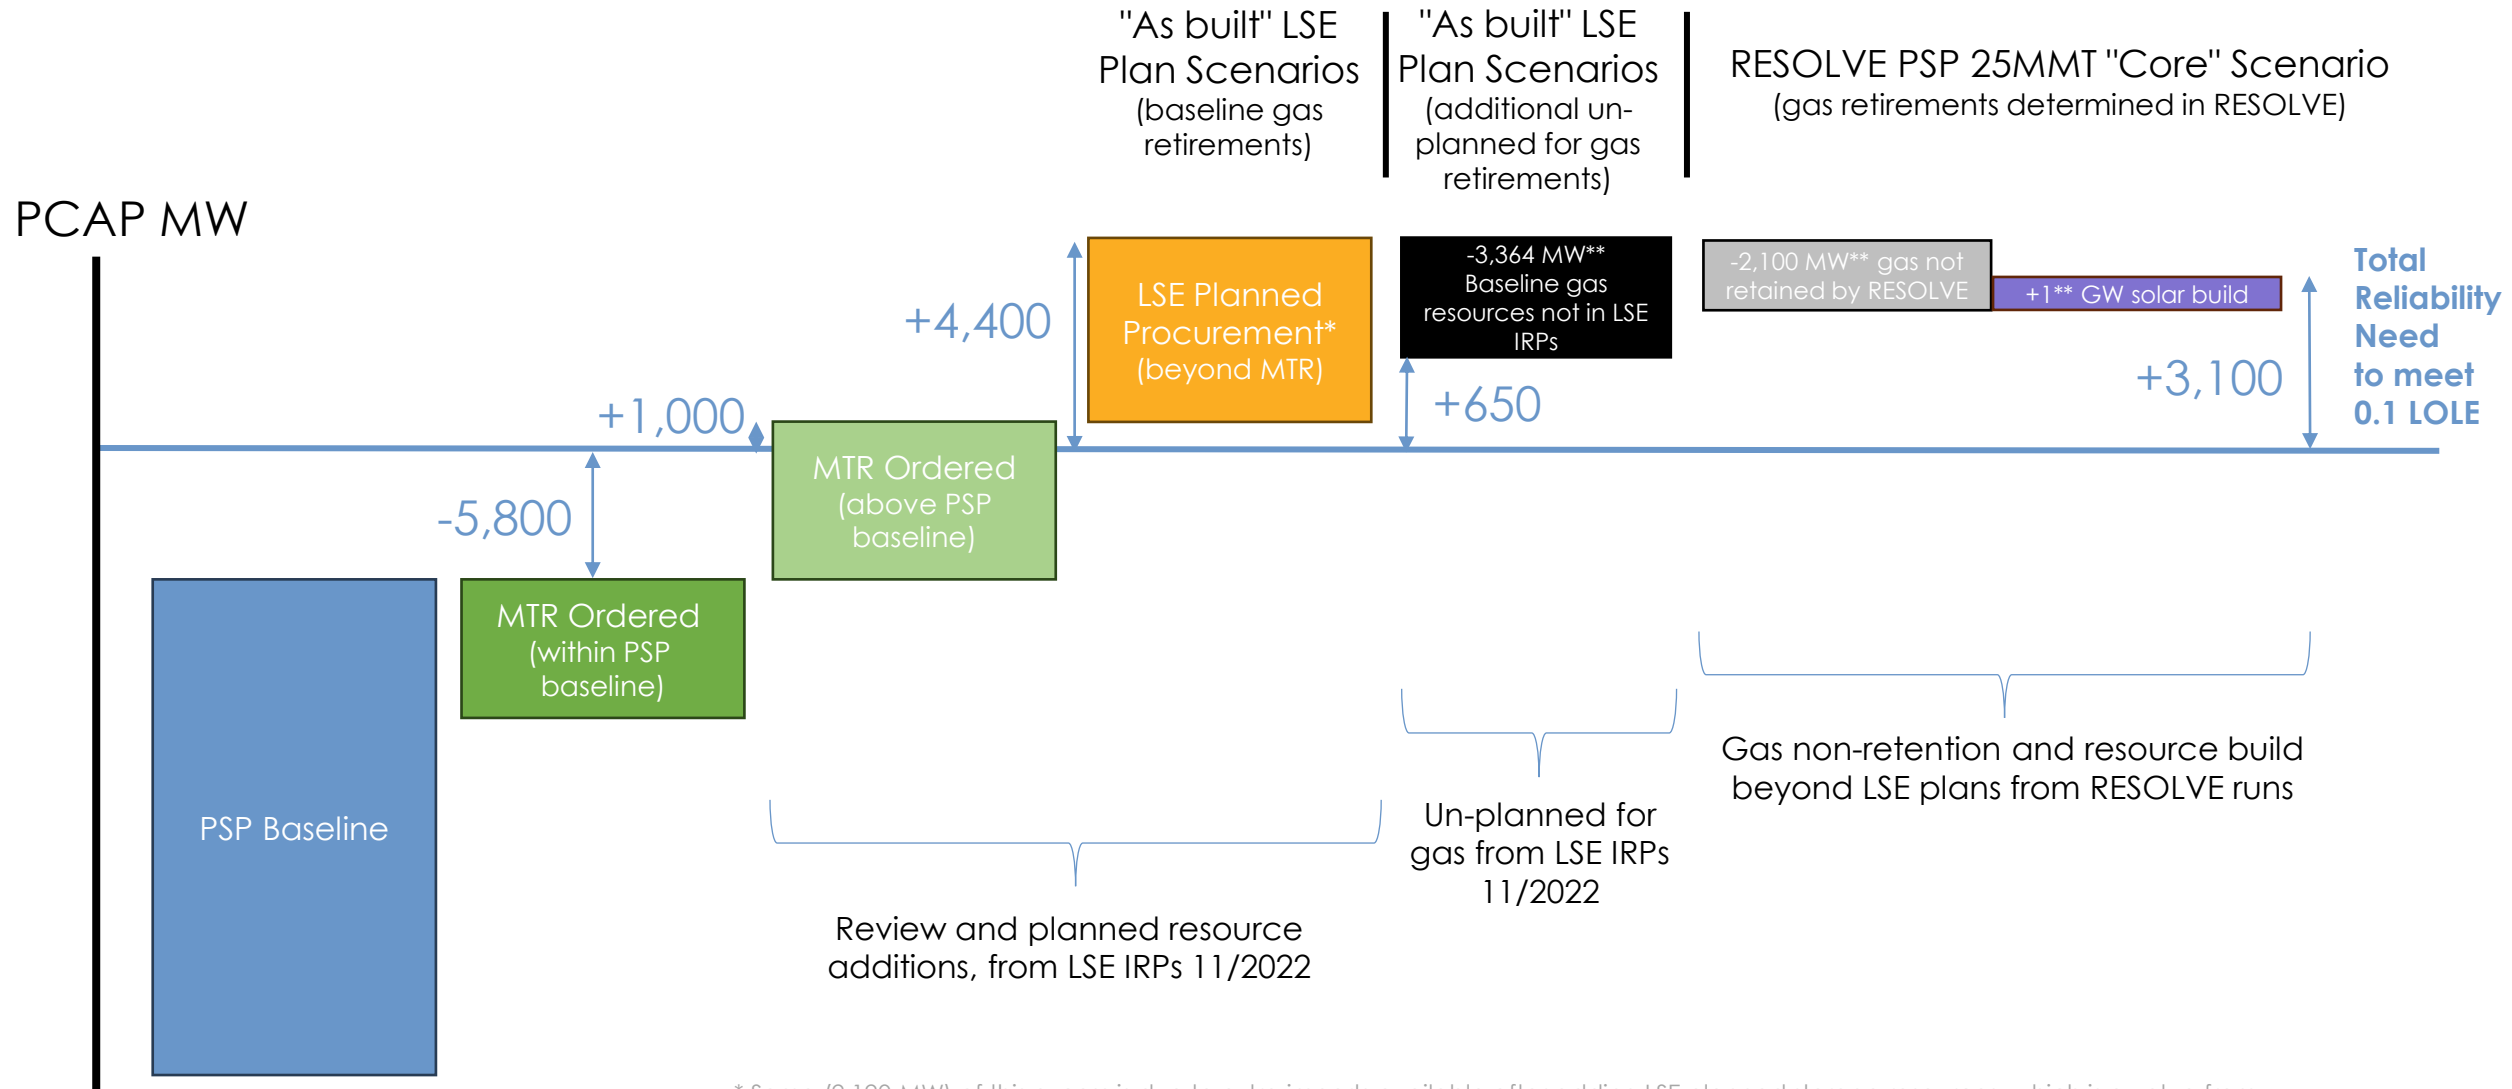 "As built" LSE
Plan Scenarios
(baseline gas
retirements)
"As built" LSE
Plan Scenarios
(additional un-
planned for gas
retirements)
RESOLVE PSP 25MMT "Core" Scenario
(gas retirements determined in RESOLVE)
PCAP MW
-5,800
+1,000
+4,400
LSE Planned
Procurement*
(beyond MTR)
-3,364 MW**
Baseline gas
resources not in LSE
IRPs
+650
-2,100 MW** gas not
retained by RESOLVE
+1** GW solar build
+3,100
Total
Reliability
Need
to meet
0.1 LOLE
MTR Ordered
(above PSP
baseline)
MTR Ordered
(within PSP
baseline)
PSP Baseline
Review and planned resource
additions, from LSE IRPs 11/2022
Un-planned for
gas from LSE IRPs
11/2022
Gas non-retention and resource build
beyond LSE plans from RESOLVE runs